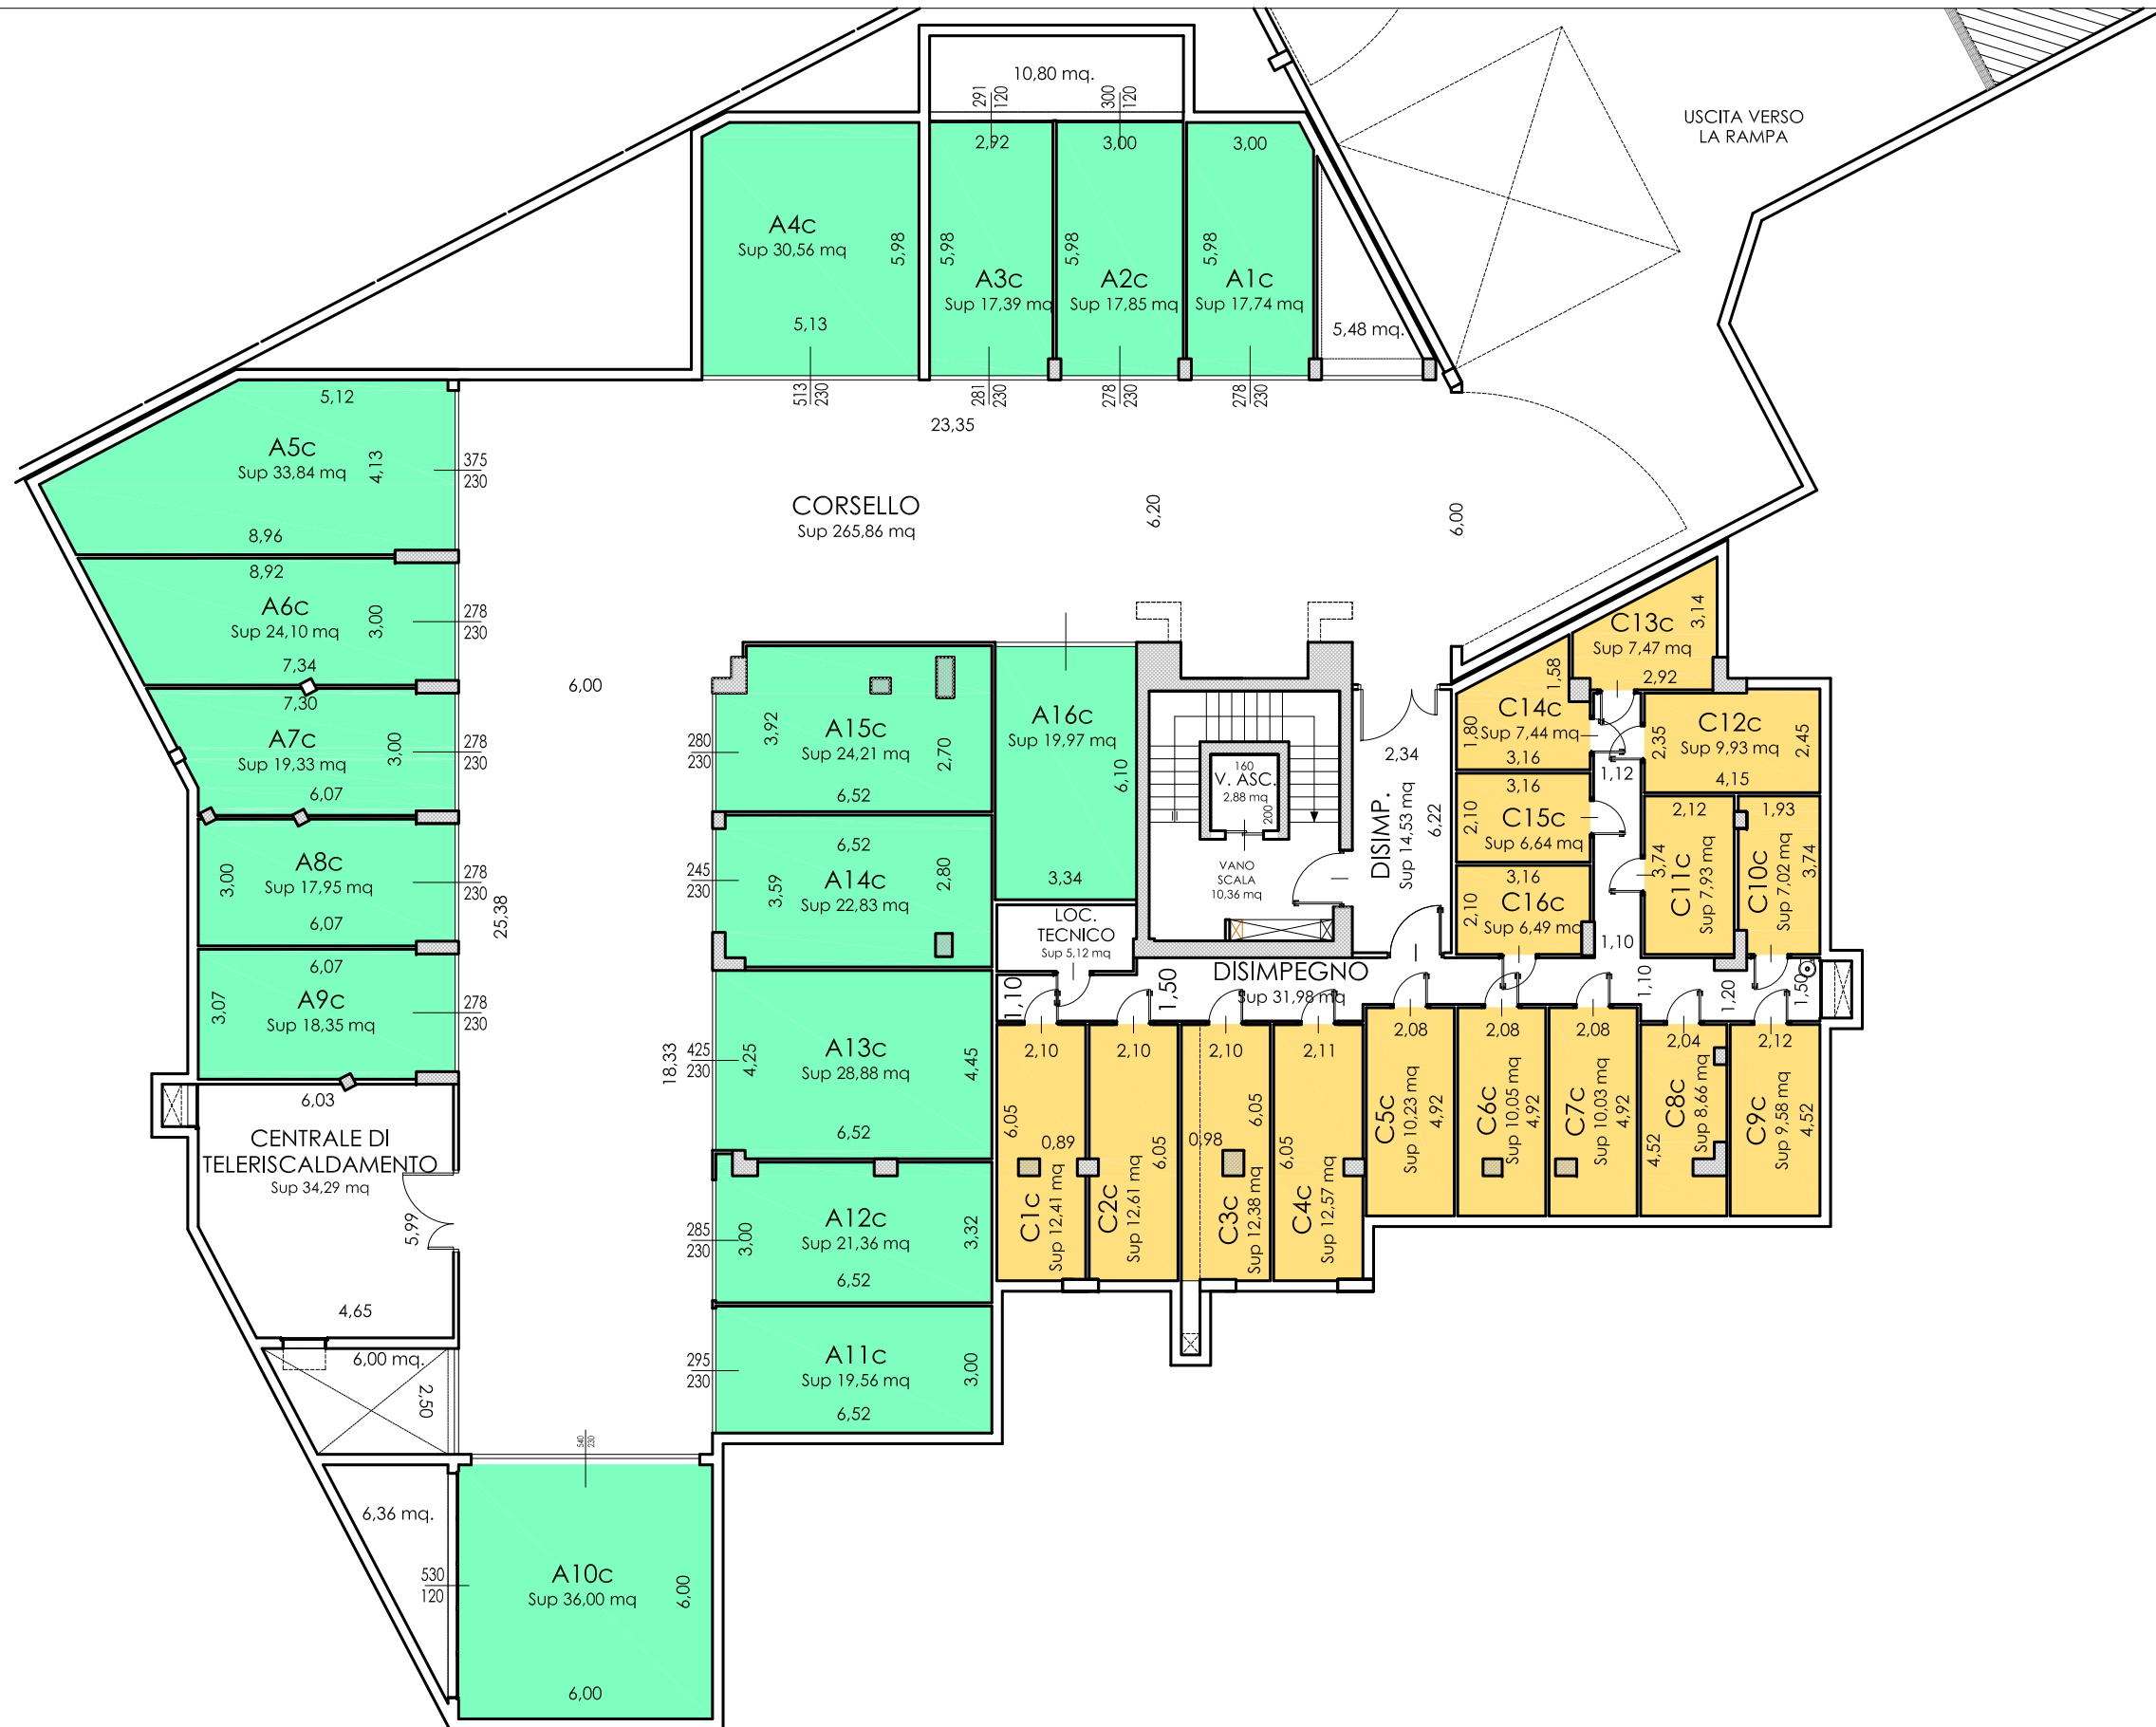 10,80 mq.
291
120
300
120
USCITA VERSO
LA RAMPA
2,92
3,00
3,00
A4c
Sup 30,56 mq
5,98
5,13
5,98
A3c
Sup 17,39 mq
5,98
A2c
Sup 17,85 mq
5,98
A1c
Sup 17,74 mq
5,48 mq.
513
230
281
230
278
230
278
230
23,35
5,12
A5c
Sup 33,84 mq
4,13
8,96
375
230
CORSELLO
Sup 265,86 mq
6,20
6,00
8,92
A6c
Sup 24,10 mq
3,00
7,34
278
230
7,30
A7c
Sup 19,33 mq
3,00
6,07
278
230
A8c
Sup 17,95 mq
3,00
6,07
278
230
25,38
6,07
A9c
Sup 18,35 mq
3,07
278
230
6,00
A15c
Sup 24,21 mq
3,92
2,70
6,52
280
230
A16c
Sup 19,97 mq
6,10
3,34
6,52
A14c
Sup 22,83 mq
3,59
2,80
245
230
160
V. ASC.
2,88 mq
200
VANO
SCALA
10,36 mq
2,34
DISIMP.
Sup 14,53 mq
6,22
C13c
Sup 7,47 mq
3,14
2,92
1,58
C14c
Sup 7,44 mq
1,80
3,16
C12c
Sup 9,93 mq
2,35
2,45
4,15
1,12
3,16
C15c
Sup 6,64 mq
2,10
3,16
C16c
Sup 6,49 mq
2,10
2,12
C11c
Sup 7,93 mq
3,74
1,93
C10c
Sup 7,02 mq
3,74
1,10
1,10
1,20
1,50
LOC.
TECNICO
Sup 5,12 mq
DISIMPEGNO
Sup 31,98 mq
1,10
1,50
A13c
Sup 28,88 mq
4,25
4,45
6,52
425
230
18,33
2,10
C1c
Sup 12,41 mq
6,05
0,89
2,10
C2c
Sup 12,61 mq
6,05
2,10
C3c
Sup 12,38 mq
6,05
0,98
2,11
C4c
Sup 12,57 mq
6,05
2,08
C5c
Sup 10,23 mq
4,92
2,08
C6c
Sup 10,05 mq
4,92
2,08
C7c
Sup 10,03 mq
4,92
2,04
C8c
Sup 8,66 mq
4,52
2,12
C9c
Sup 9,58 mq
4,52
6,03
CENTRALE DI
TELERISCALDAMENTO
Sup 34,29 mq
5,99
4,65
A12c
Sup 21,36 mq
3,00
3,32
6,52
285
230
A11c
Sup 19,56 mq
3,00
6,52
295
230
6,00 mq.
2,50
540
230
6,36 mq.
530
120
A10c
Sup 36,00 mq
6,00
6,00